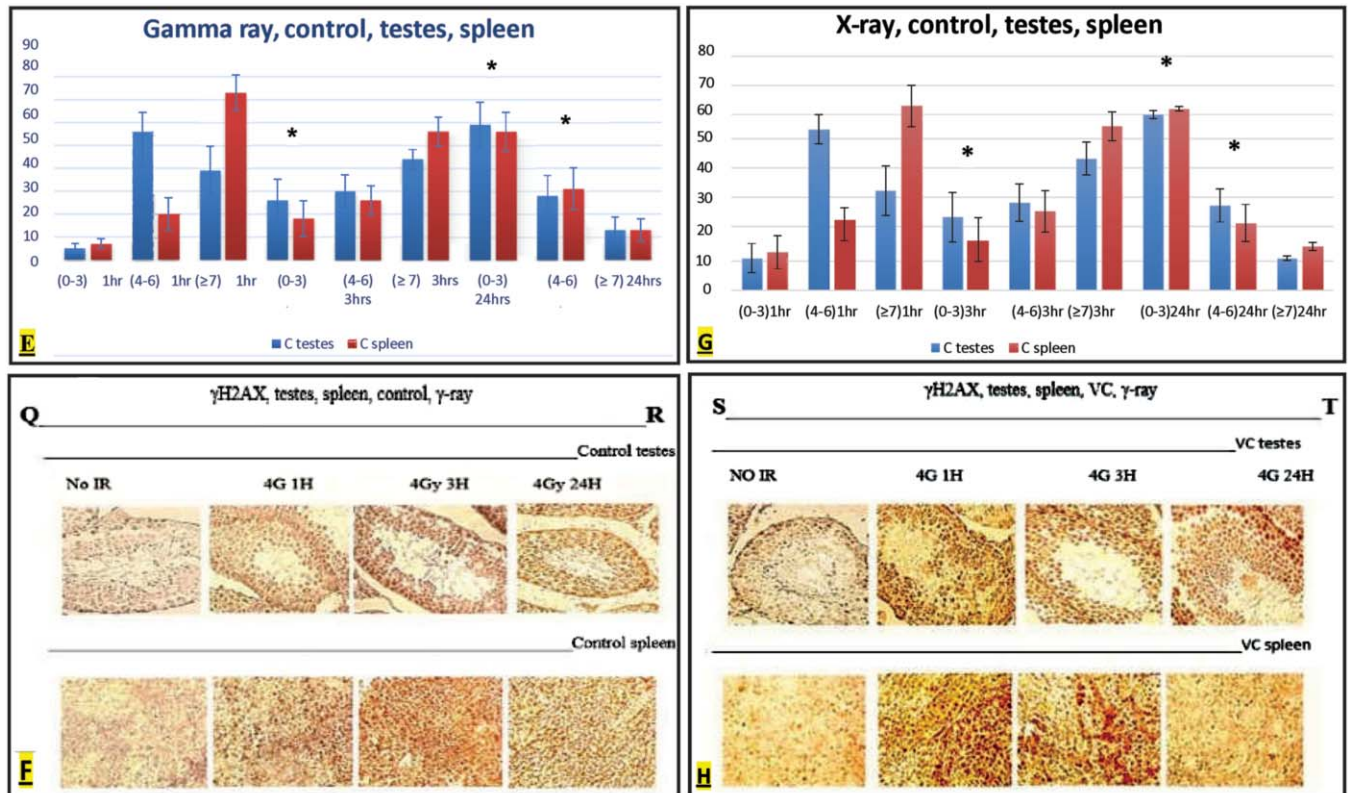 Gamma ray, control, testes, spleen
90
80
70
60
50
40
30
20
10
0
(0-3) 1hr (4-6) 1hr (≥7) 1hr (0-3) (4-6) (≥ 7) 3hrs (0-3) (4-6) (≥ 7) 24hrs
3hrs 24hrs
* * *
C testes C spleen
E
X-ray, control, testes, spleen
80
70
60
50
40
30
20
10
0
* * *
(0-3)1hr (4-6)1hr (≥7)1hr (0-3)3hr (4-6)3hr (≥7)3hr (0-3)24hr (4-6)24hr (≥7)24hr
C testes C spleen
G
γH2AX, testes, spleen, control, γ-ray
Q R
Control testes
No IR 4G 1H 4Gy 3H 4Gy 24H
Control spleen
F
γH2AX, testes, spleen, VC, γ-ray
S T
VC testes
NO IR 4G 1H 4G 3H 4G 24H
VC spleen
H